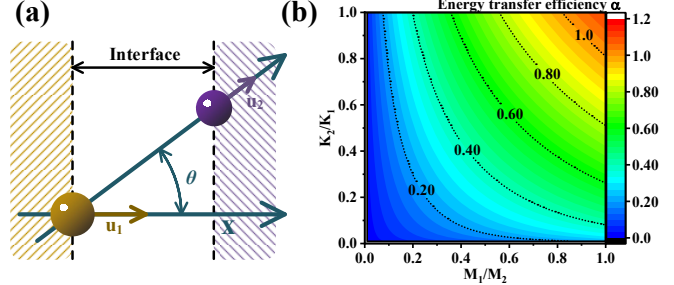 (a)
Interface
u2
θ
u1
X
(b)
Energy transfer efficiency α
K2/K1
1.0
0.8
0.6
0.4
0.2
0.0
1.0
0.80
0.60
0.40
0.20
0.0 0.2 0.4 0.6 0.8 1.0
M1/M2
1.2
1.0
0.80
0.60
0.40
0.20
0.0